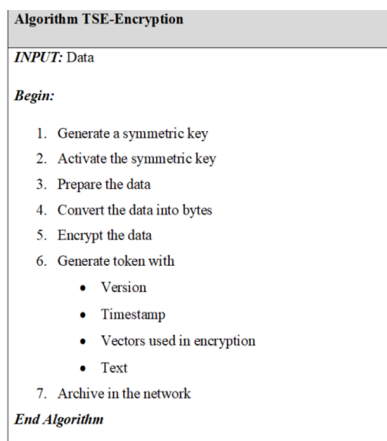 Algorithm TSE-Encryption
INPUT: Data
Begin:
1. Generate a symmetric key
2. Activate the symmetric key
3. Prepare the data
4. Convert the data into bytes
5. Encrypt the data
6. Generate token with
• Version
• Timestamp
• Vectors used in encryption
• Text
7. Archive in the network
End Algorithm